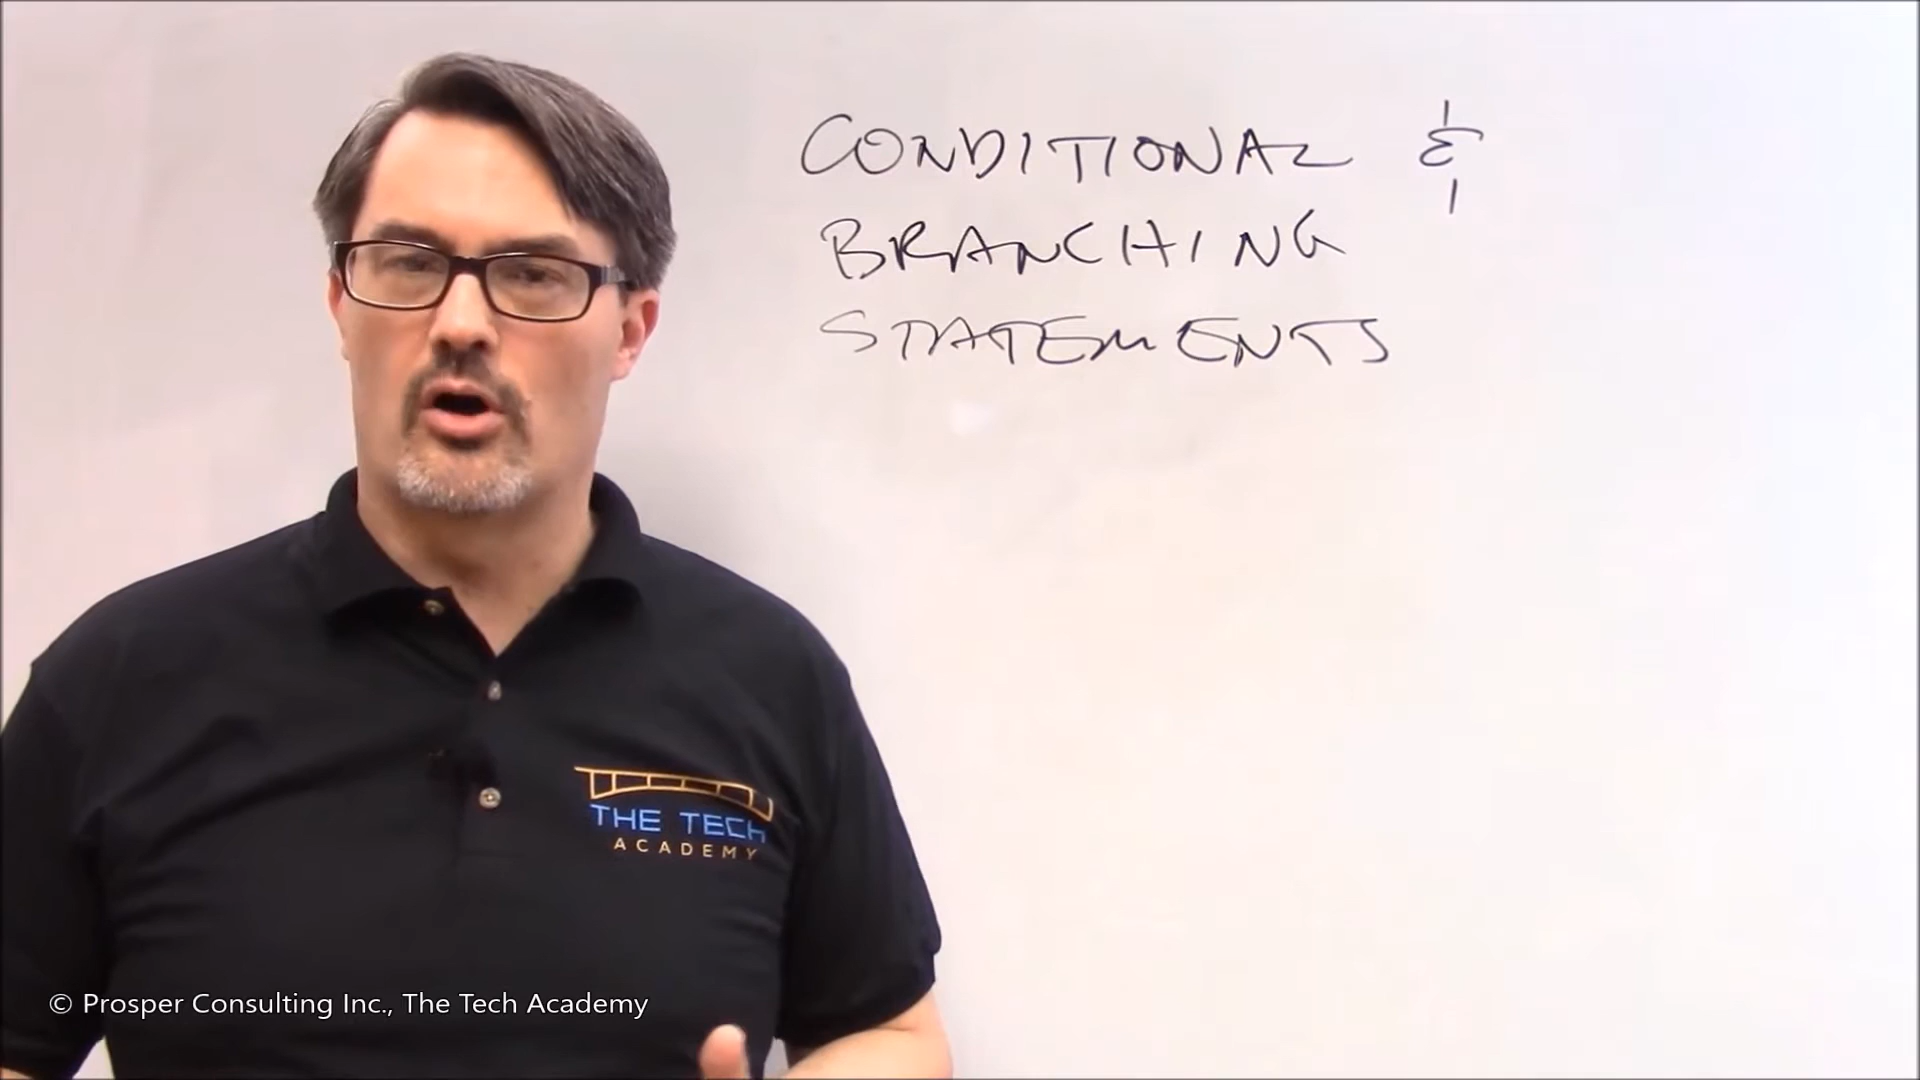 CONDITIONAL &
BRANCHING
STATEMENTS
THE TECH
ACADEMY
© Prosper Consulting Inc., The Tech Academy